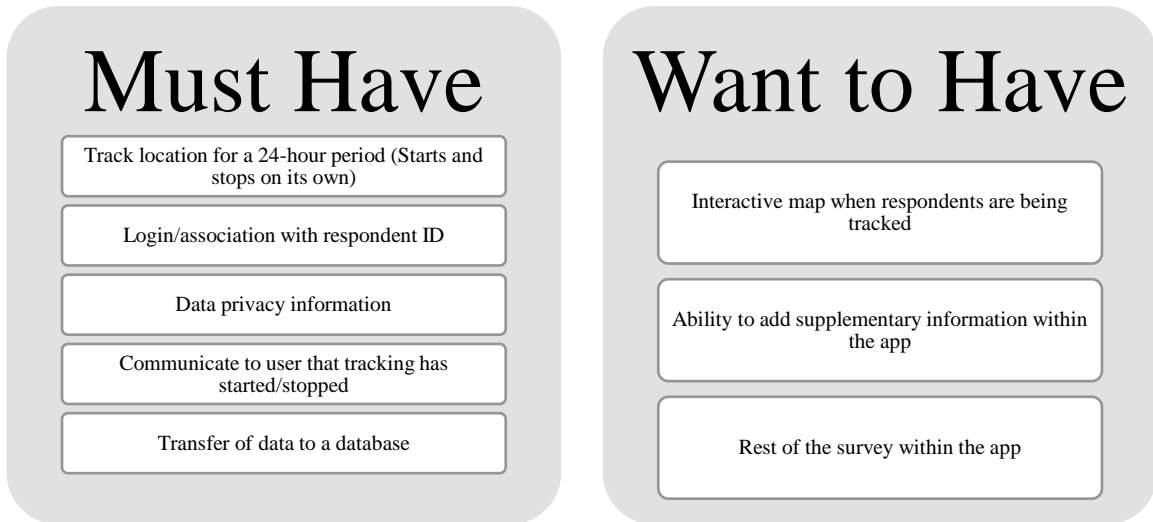 Must Have
Track location for a 24-hour period (Starts and
stops on its own)
Login/association with respondent ID
Data privacy information
Communicate to user that tracking has
started/stopped
Transfer of data to a database
Want to Have
Interactive map when respondents are being
tracked
Ability to add supplementary information within
the app
Rest of the survey within the app